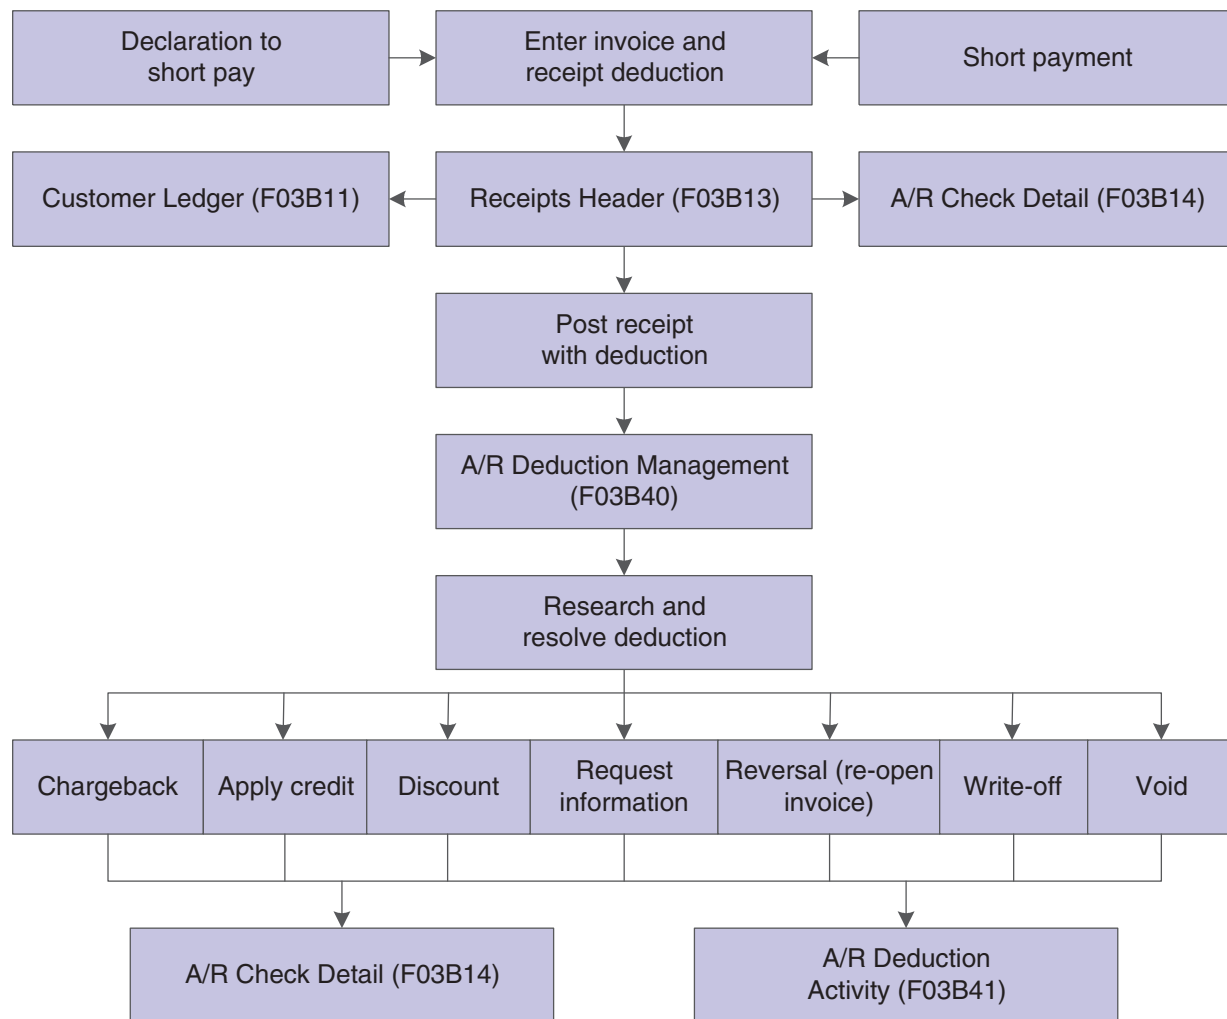 Declaration to
short pay
Enter invoice and
receipt deduction
Short payment
Customer Ledger (F03B11)
Receipts Header (F03B13)
A/R Check Detail (F03B14)
Post receipt
with deduction
A/R Deduction Management
(F03B40)
Research and
resolve deduction
Chargeback
Apply credit
Discount
Request
information
Reversal (re-open
invoice)
Write-off
Void
A/R Check Detail (F03B14)
A/R Deduction
Activity (F03B41)